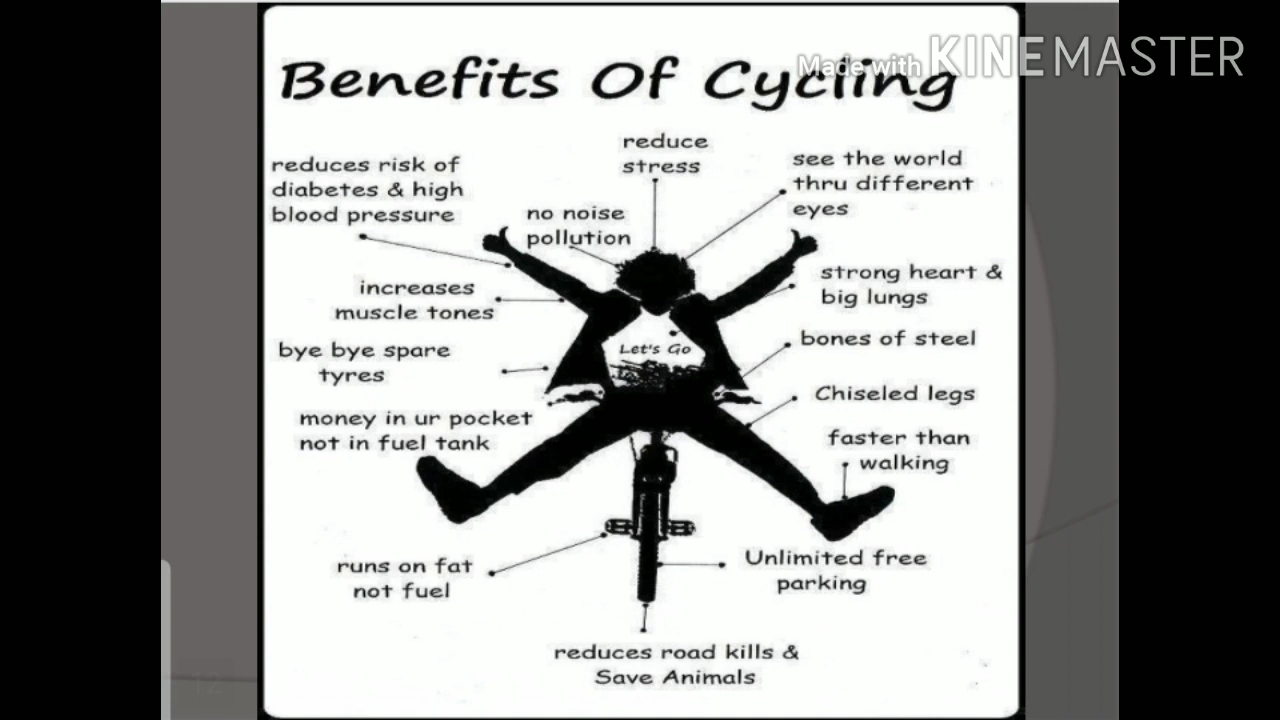 Made with KINEMASTER
Benefits Of Cycling
reduce
stress
reduces risk of
diabetes & high
blood pressure
see the world
thru different
eyes
no noise
pollution
increases
muscle tones
strong heart &
big lungs
bye bye spare
tyres
Let's Go
bones of steel
money in ur pocket
not in fuel tank
Chiseled legs
faster than
walking
runs on fat
not fuel
Unlimited free
parking
reduces road kills &
Save Animals
12